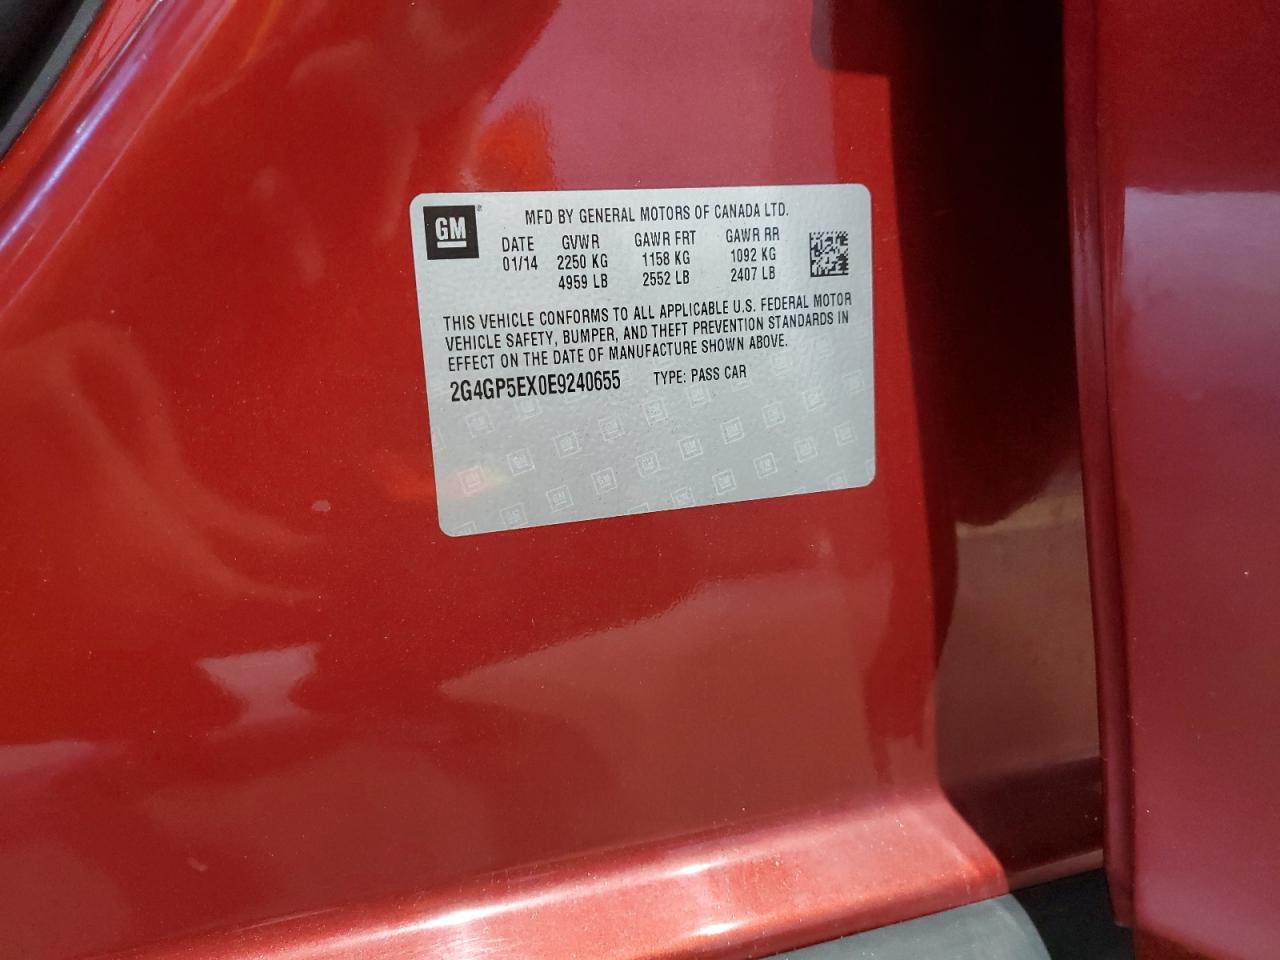 GM
MFD BY GENERAL MOTORS OF CANADA LTD.
DATE GVWR GAWR FRT GAWR RR
01/14 2250 KG 1158 KG 1092 KG
4959 LB 2552 LB 2407 LB
THIS VEHICLE CONFORMS TO ALL APPLICABLE U.S. FEDERAL MOTOR
VEHICLE SAFETY, BUMPER, AND THEFT PREVENTION STANDARDS IN
EFFECT ON THE DATE OF MANUFACTURE SHOWN ABOVE.
2G4GP5EX0E9240655 TYPE: PASS CAR